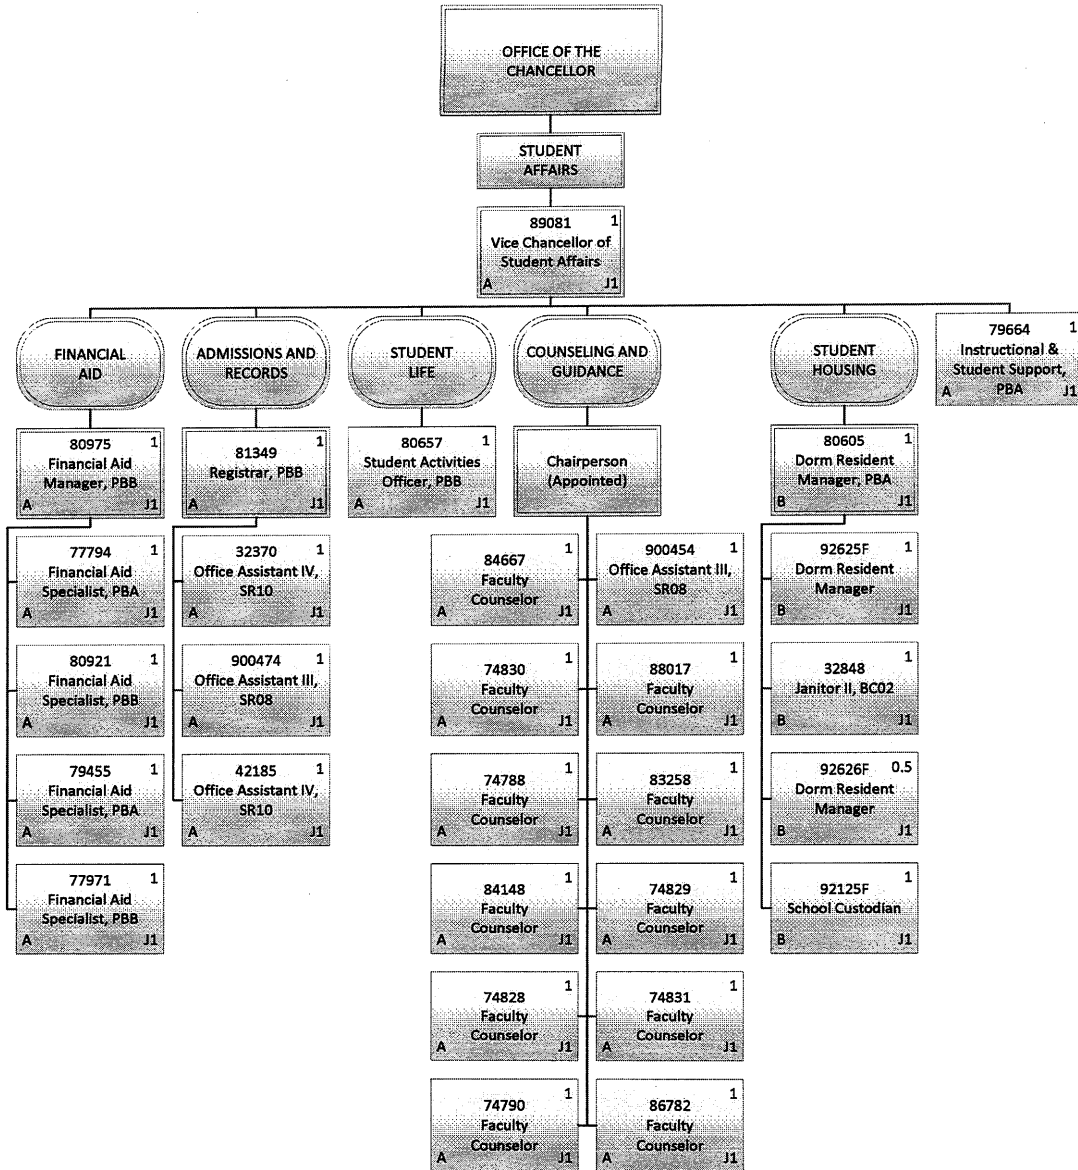 OFFICE OF THE
CHANCELLOR
STUDENT
AFFAIRS
89081 1
Vice Chancellor of
Student Affairs
A J1
FINANCIAL
AID
ADMISSIONS AND
RECORDS
STUDENT
LIFE
COUNSELING AND
GUIDANCE
STUDENT
HOUSING
79664 1
Instructional &
Student Support,
PBA
A J1
80975 1
Financial Aid
Manager, PBB
A J1
81349 1
Registrar, PBB
A J1
80657 1
Student Activities
Officer, PBB
A J1
Chairperson
(Appointed)
80605 1
Dorm Resident
Manager, PBA
B J1
77794 1
Financial Aid
Specialist, PBA
A J1
80921 1
Financial Aid
Specialist, PBB
A J1
79455 1
Financial Aid
Specialist, PBA
A J1
77971 1
Financial Aid
Specialist, PBB
A J1
32370 1
Office Assistant IV,
SR10
A J1
900474 1
Office Assistant III,
SR08
A J1
42185 1
Office Assistant IV,
SR10
A J1
84667 1
Faculty
Counselor
A J1
900454 1
Office Assistant III,
SR08
A J1
74830 1
Faculty
Counselor
A J1
88017 1
Faculty
Counselor
A J1
74788 1
Faculty
Counselor
A J1
83258 1
Faculty
Counselor
A J1
84148 1
Faculty
Counselor
A J1
74829 1
Faculty
Counselor
A J1
74828 1
Faculty
Counselor
A J1
74831 1
Faculty
Counselor
A J1
74790 1
Faculty
Counselor
A J1
86782 1
Faculty
Counselor
A J1
92625F 1
Dorm Resident
Manager
B J1
32848 1
Janitor II, BC02
B J1
92626F 0.5
Dorm Resident
Manager
B J1
92125F 1
School Custodian
B J1